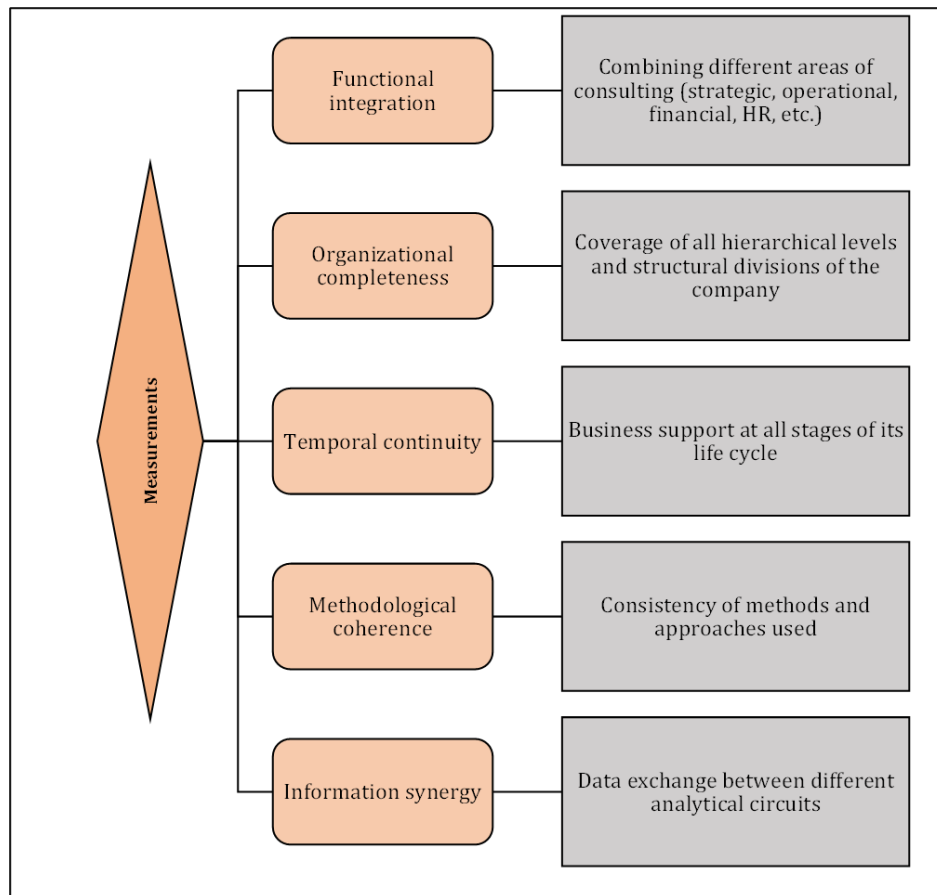 Measurements
Functional
integration
Combining different areas of
consulting (strategic, operational,
financial, HR, etc.)
Organizational
completeness
Coverage of all hierarchical levels
and structural divisions of the
company
Temporal continuity
Business support at all stages of its
life cycle
Methodological
coherence
Consistency of methods and
approaches used
Information synergy
Data exchange between different
analytical circuits